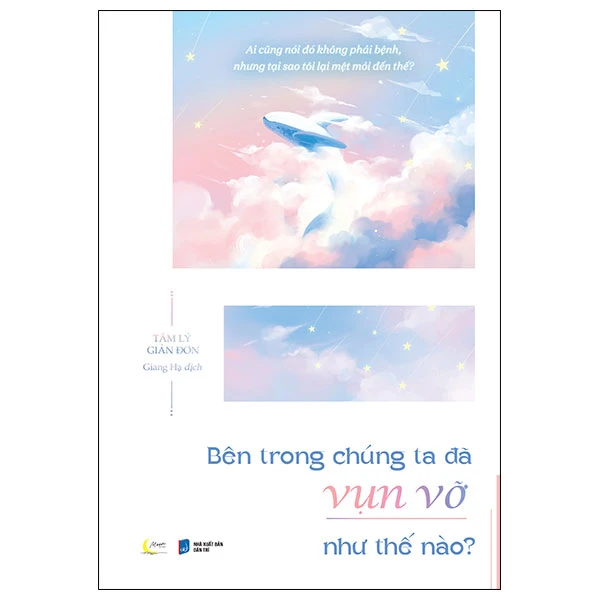 Ai cũng nói đó không phải bệnh,
nhưng tại sao tôi lại mệt mỏi đến thế?
TÂM LÝ
GIẢN ĐƠN
Giang Hạ dịch
Bên trong chúng ta đã
vụn vỡ
như thế nào?
NHÀ XUẤT BẢN
DÂN TRÍ